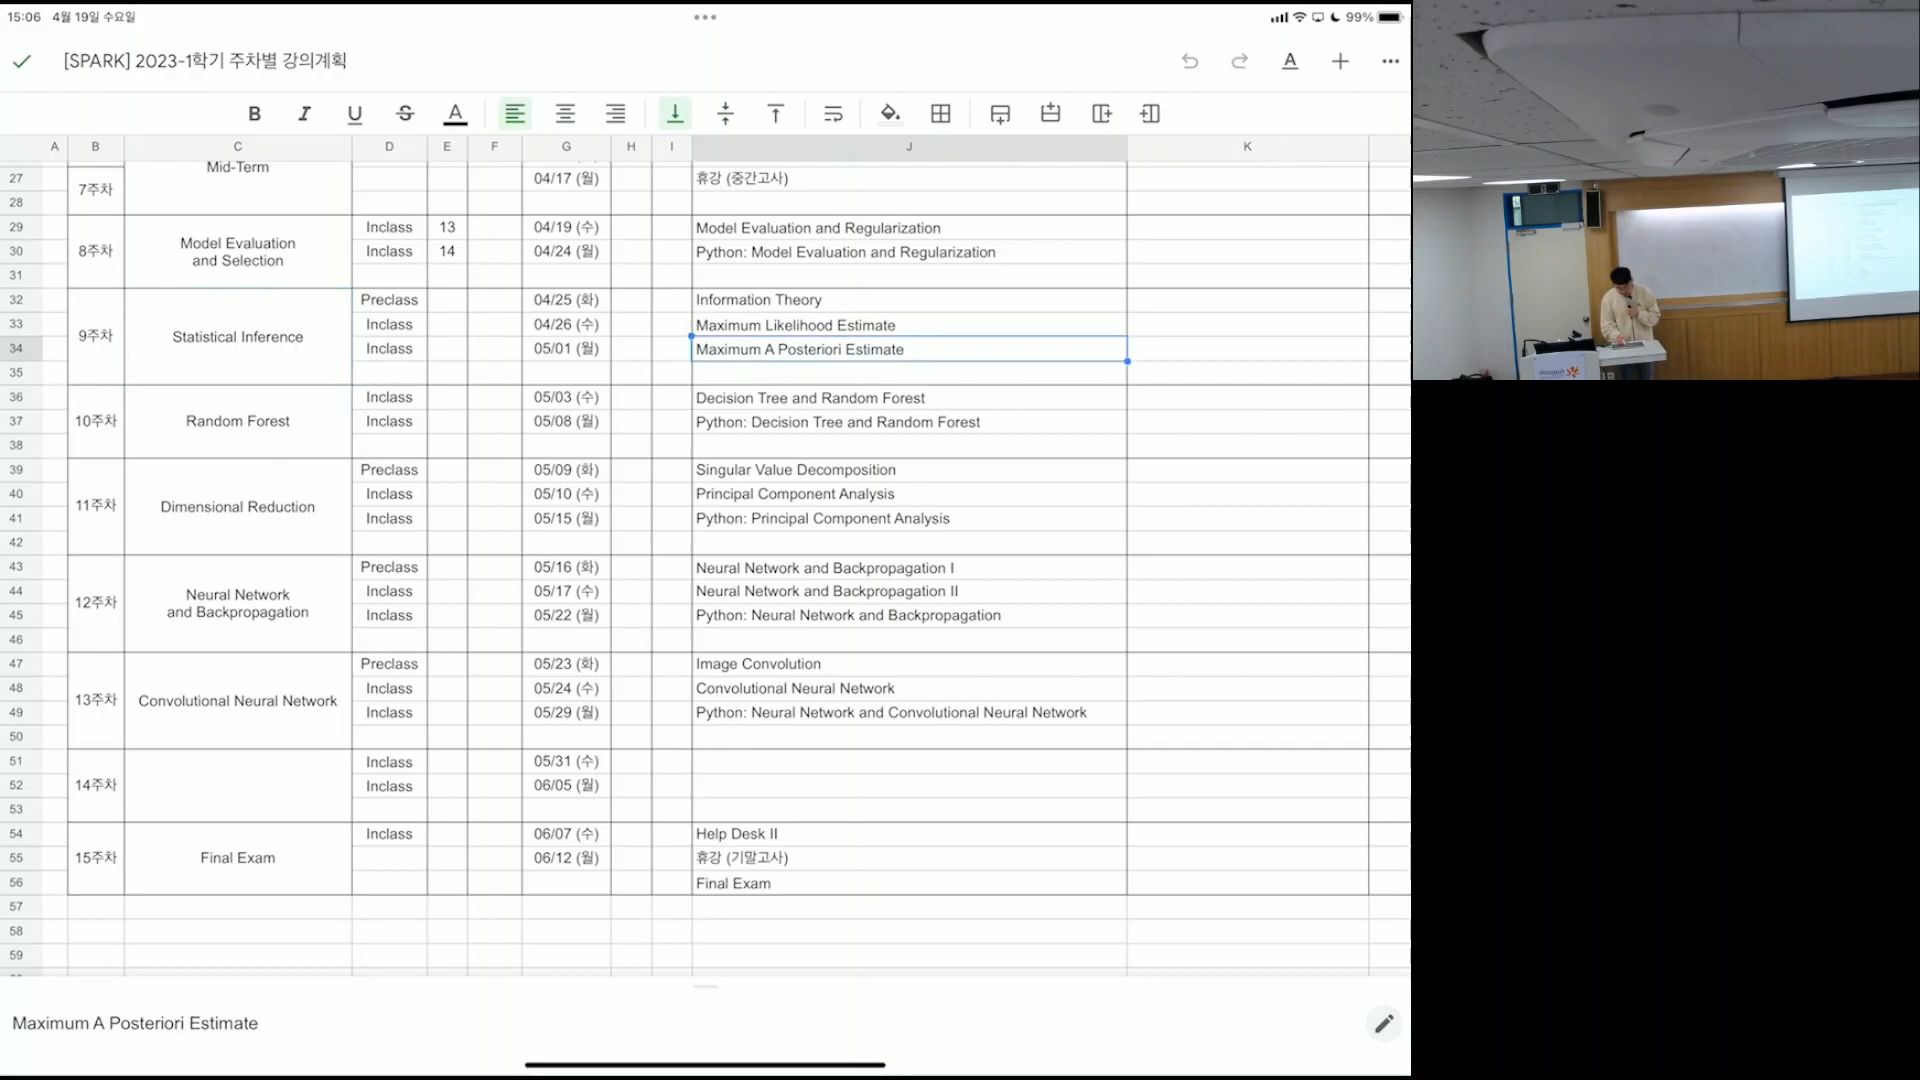 15:06 4월 19일 수요일
99%
[SPARK] 2023-1학기 주차별 강의계획
B I U S A
A B C D E F G H I J K
Mid-Term
27 7주차 04/17 (월) 휴강 (중간고사)
28
29 Inclass 13 04/19 (수) Model Evaluation and Regularization
30 8주차 Model Evaluation and Selection Inclass 14 04/24 (월) Python: Model Evaluation and Regularization
31
32 Preclass 04/25 (화) Information Theory
33 9주차 Statistical Inference Inclass 04/26 (수) Maximum Likelihood Estimate
34 Inclass 05/01 (월) Maximum A Posteriori Estimate
35
36 Inclass 05/03 (수) Decision Tree and Random Forest
37 10주차 Random Forest Inclass 05/08 (월) Python: Decision Tree and Random Forest
38
39 Preclass 05/09 (화) Singular Value Decomposition
40 11주차 Dimensional Reduction Inclass 05/10 (수) Principal Component Analysis
41 Inclass 05/15 (월) Python: Principal Component Analysis
42
43 Preclass 05/16 (화) Neural Network and Backpropagation I
44 12주차 Neural Network and Backpropagation Inclass 05/17 (수) Neural Network and Backpropagation II
45 Inclass 05/22 (월) Python: Neural Network and Backpropagation
46
47 Preclass 05/23 (화) Image Convolution
48 13주차 Convolutional Neural Network Inclass 05/24 (수) Convolutional Neural Network
49 Inclass 05/29 (월) Python: Neural Network and Convolutional Neural Network
50
51 Inclass 05/31 (수)
52 14주차 Inclass 06/05 (월)
53
54 Inclass 06/07 (수) Help Desk II
55 15주차 Final Exam 06/12 (월) 휴강 (기말고사)
56 Final Exam
57
58
59
Maximum A Posteriori Estimate